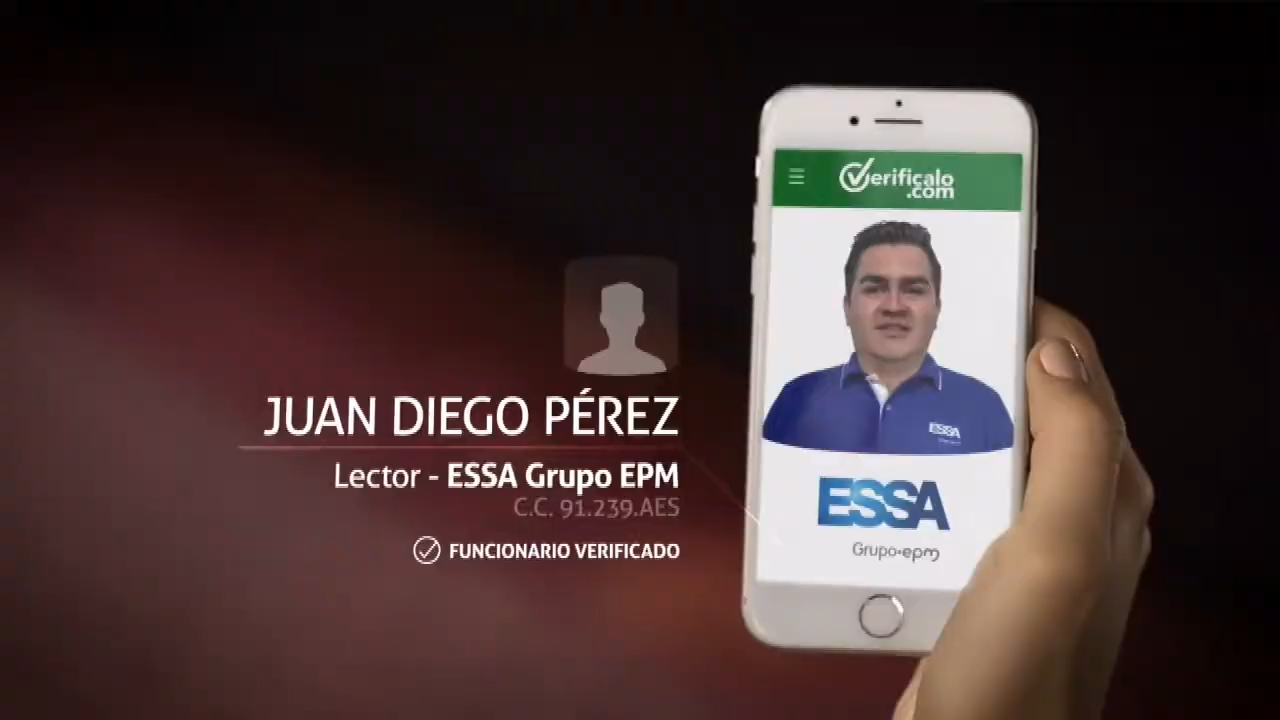 JUAN DIEGO PÉREZ
Lector - ESSA Grupo EPM
C.C. 91.239.AES
FUNCIONARIO VERIFICADO
Verificalo
.com
ESSA
ESSA
Grupo·epm